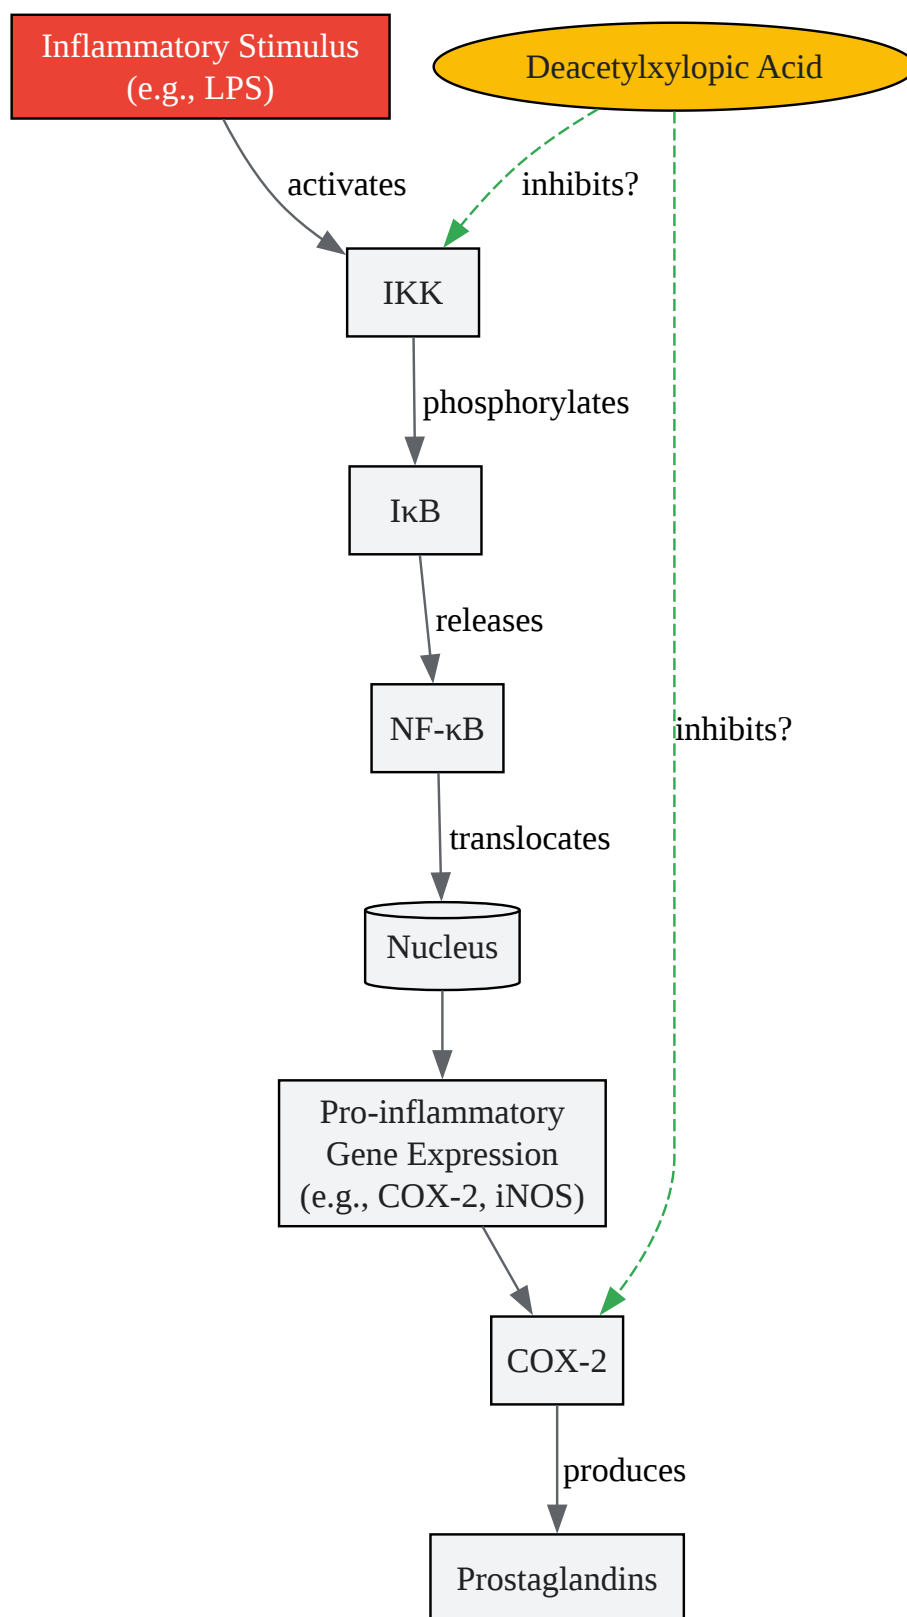 Inflammatory Stimulus
(e.g., LPS)
Deacetylxylopic Acid
activates
inhibits?
IKK
phosphorylates
IκB
releases
NF-κB
inhibits?
translocates
Nucleus
Pro-inflammatory
Gene Expression
(e.g., COX-2, iNOS)
COX-2
produces
Prostaglandins